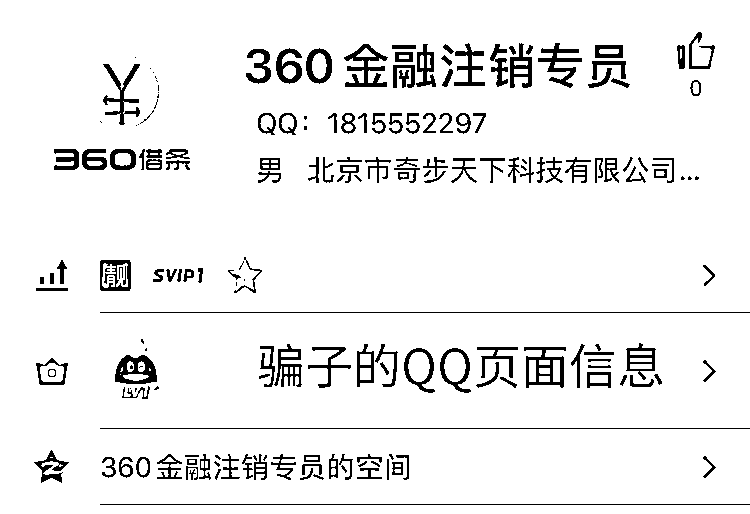 360金融注销专员
0
QQ：1815552297
360借条
男 北京市奇步天下科技有限公司...
靓 SVIP1
骗子的QQ页面信息
LV1
360金融注销专员的空间